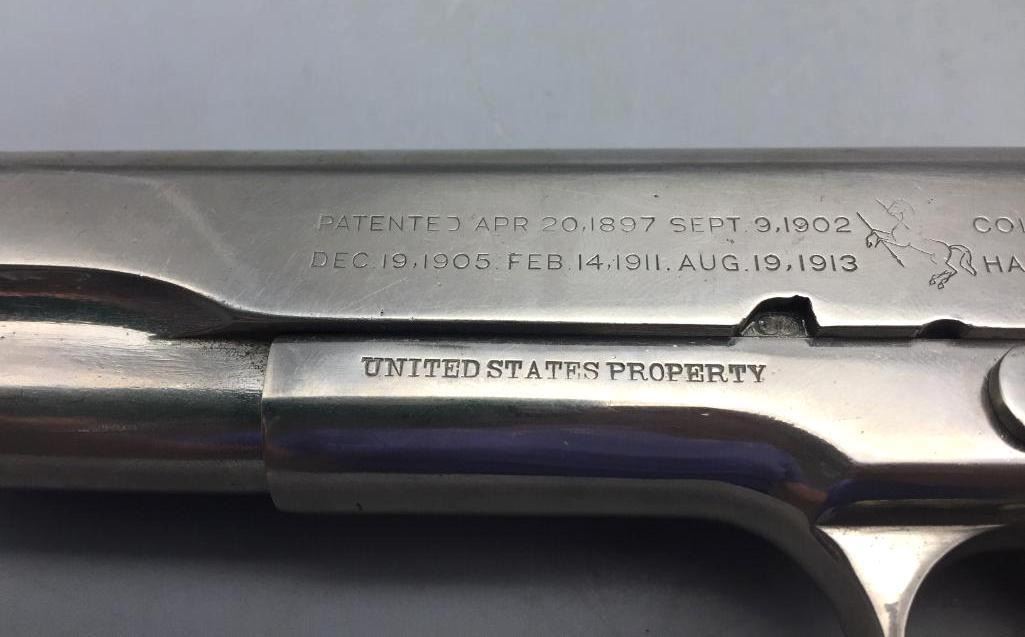 PATENTED APR 20,1897 SEPT. 9,1902
DEC. 19,1905. FEB. 14,1911. AUG. 19,1913
UNITED STATES PROPERTY